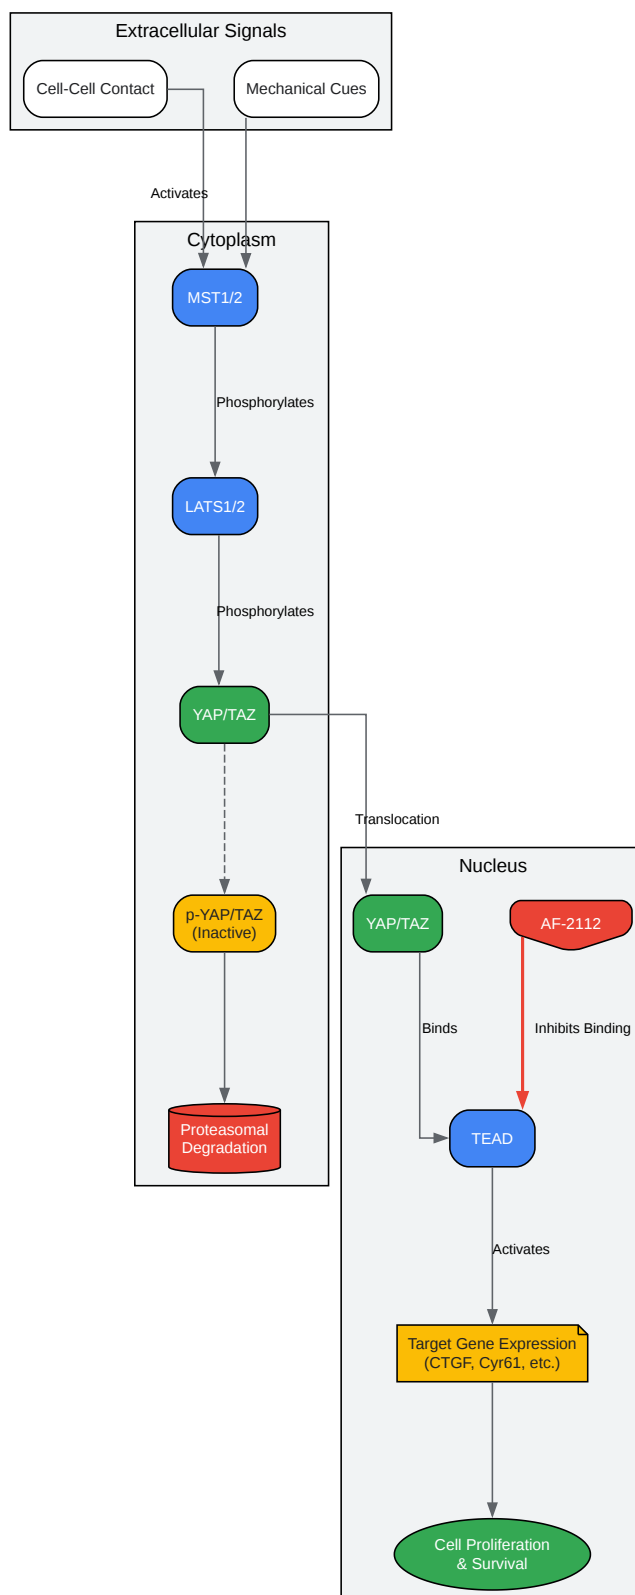 Extracellular Signals
Cell-Cell Contact
Mechanical Cues
Activates
Cytoplasm
MST1/2
Phosphorylates
LATS1/2
Phosphorylates
YAP/TAZ
Translocation
Nucleus
p-YAP/TAZ
(Inactive)
YAP/TAZ
AF-2112
Binds
Inhibits Binding
Proteasomal
Degradation
TEAD
Activates
Target Gene Expression
(CTGF, Cyr61, etc.)
Cell Proliferation
& Survival